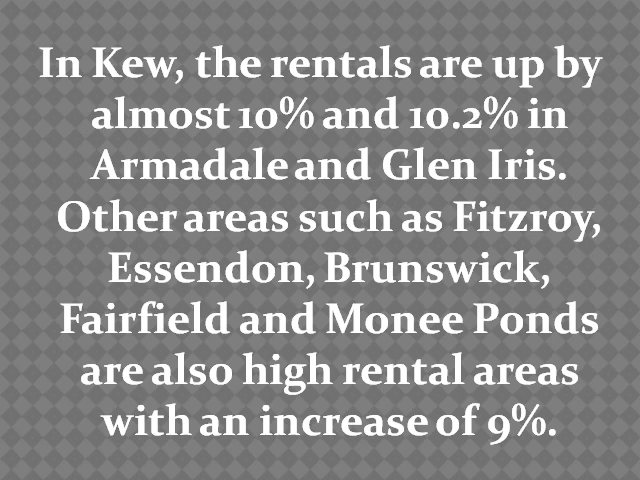 In Kew, the rentals are up by
almost 10% and 10.2% in
Armadale and Glen Iris.
Other areas such as Fitzroy,
Essendon, Brunswick,
Fairfield and Monee Ponds
are also high rental areas
with an increase of 9%.